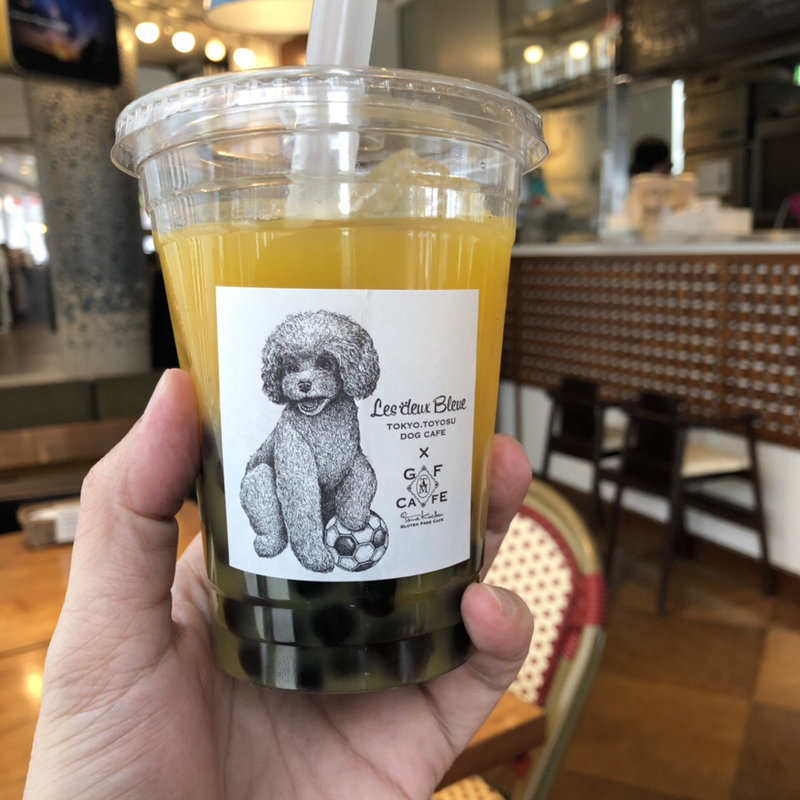 Les deux Bleue
TOKYO.TOYOSU
DOG CAFE
X
G F
CAFE
GLUTEN FREE CAFE